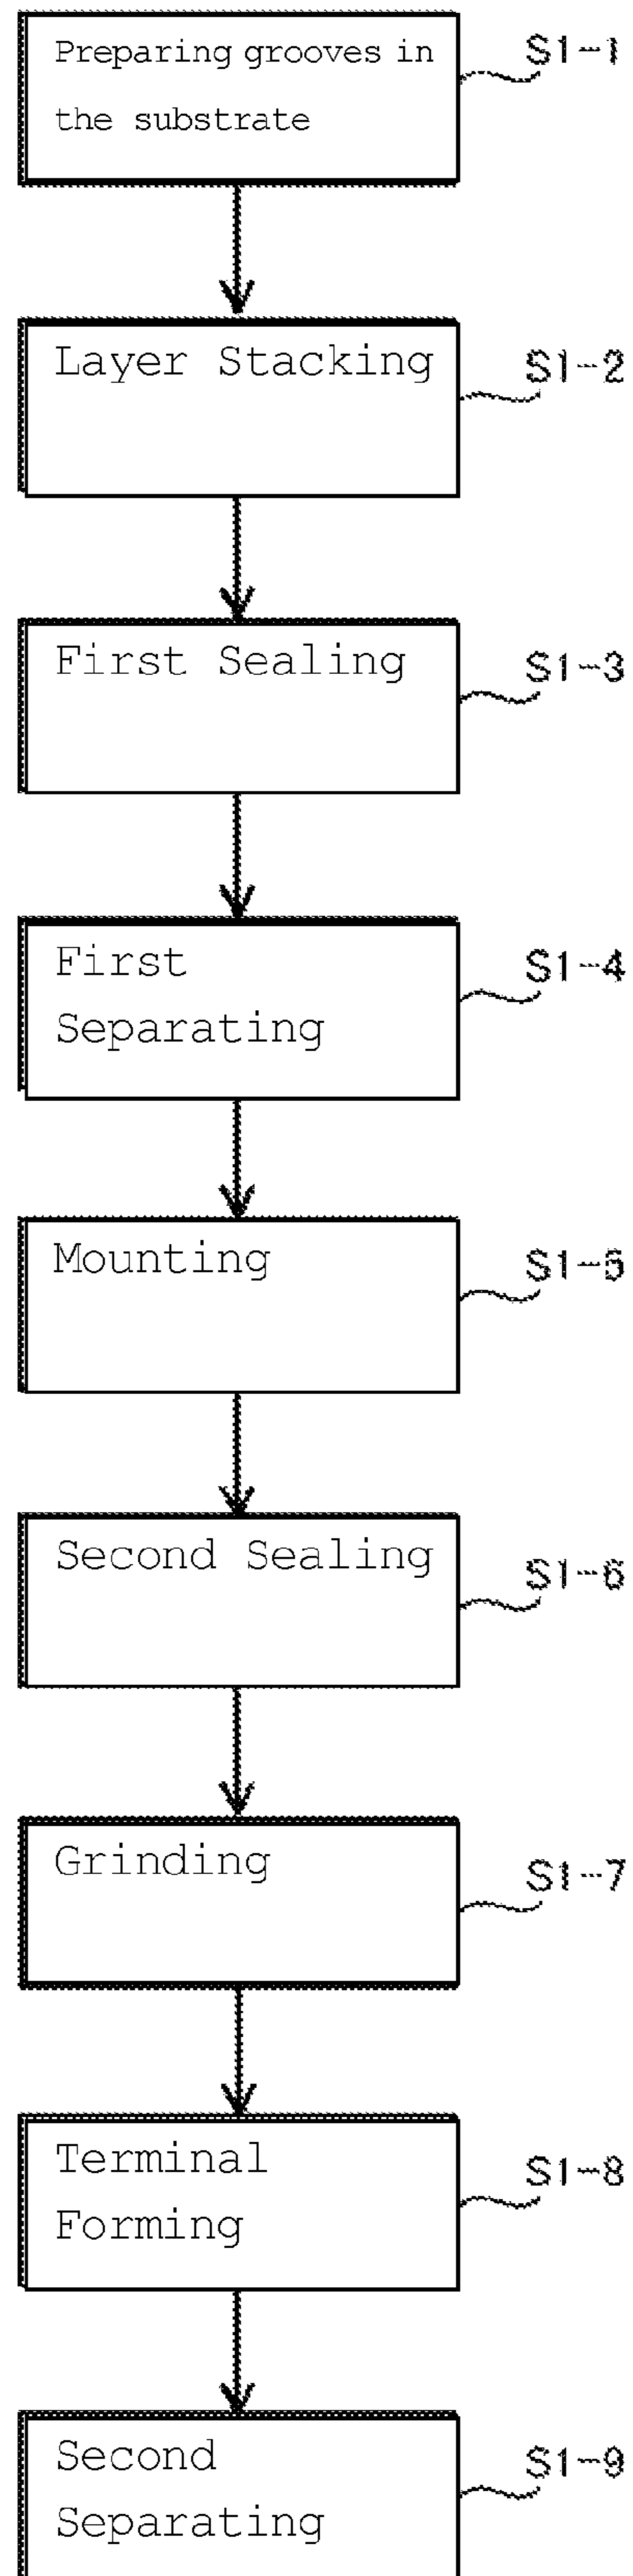 Preparing grooves in
the substrate
S1-1
Layer Stacking
S1-2
First Sealing
S1-3
First
Separating
S1-4
Mounting
S1-5
Second Sealing
S1-6
Grinding
S1-7
Terminal
Forming
S1-8
Second
Separating
S1-9